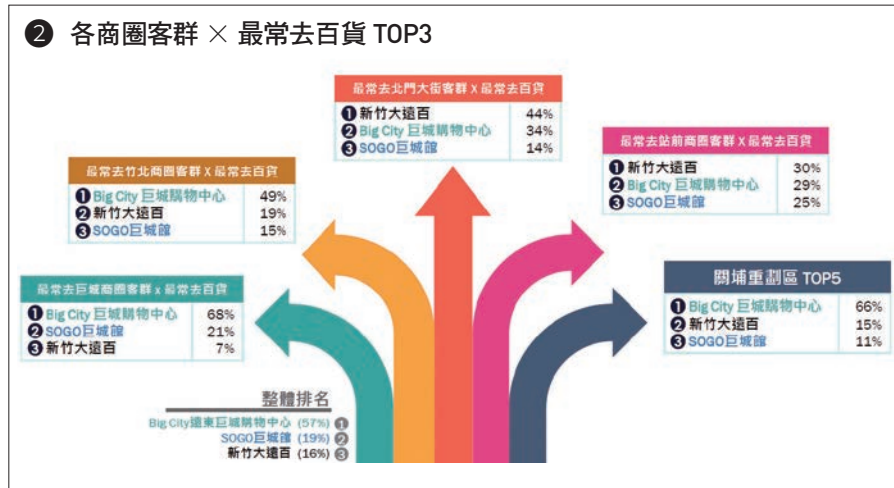 ❷ 各商圈客群 × 最常去百貨 TOP3
最常去北門大街客群 X 最常去百貨
❶新竹大遠百 44%
❷Big City 巨城購物中心 34%
❸SOGO巨城館 14%
最常去站前商圈客群 X 最常去百貨
❶新竹大遠百 30%
❷Big City 巨城購物中心 29%
❸SOGO巨城館 25%
最常去竹北商圈客群 X 最常去百貨
❶Big City 巨城購物中心 49%
❷新竹大遠百 19%
❸SOGO巨城館 15%
最常去巨城商圈客群 x 最常去百貨
❶Big City 巨城購物中心 68%
❷SOGO巨城館 21%
❸新竹大遠百 7%
關埔重劃區 TOP5
❶Big City 巨城購物中心 66%
❷新竹大遠百 15%
❸SOGO巨城館 11%
整體排名
Big City遠東巨城購物中心 (57%) ❶
SOGO巨城館 (19%) ❷
新竹大遠百 (16%) ❸